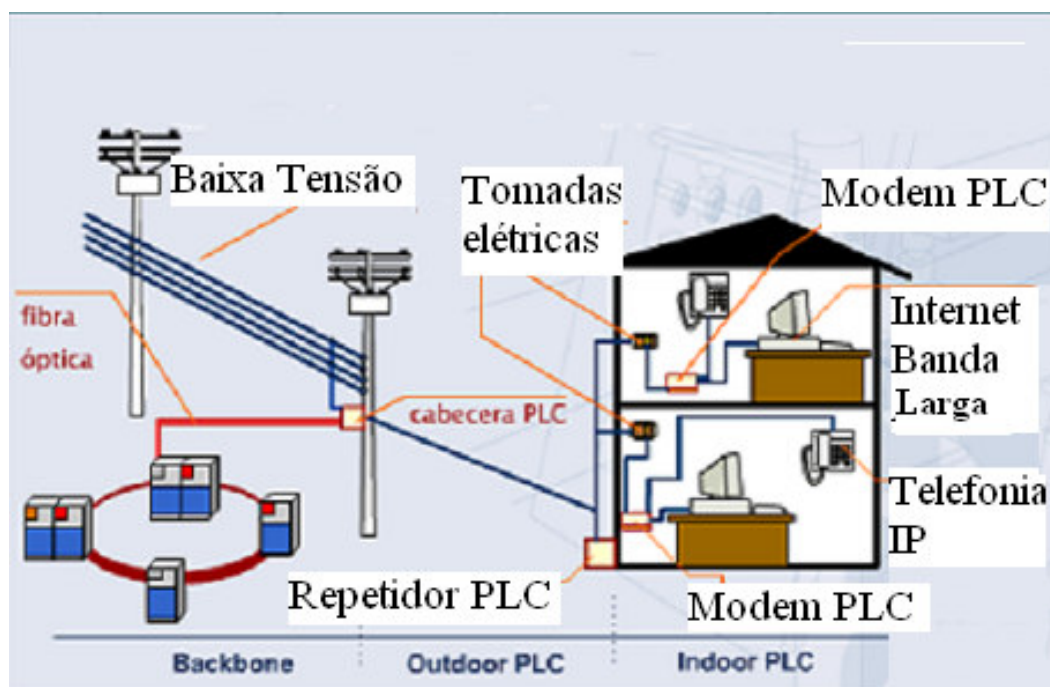 Baixa Tensão
Tomadas
elétricas
Modem PLC
fibra
óptica
cabecera PLC
Internet
Banda
Larga
Telefonia
IP
Repetidor PLC
Modem PLC
Backbone
Outdoor PLC
Indoor PLC